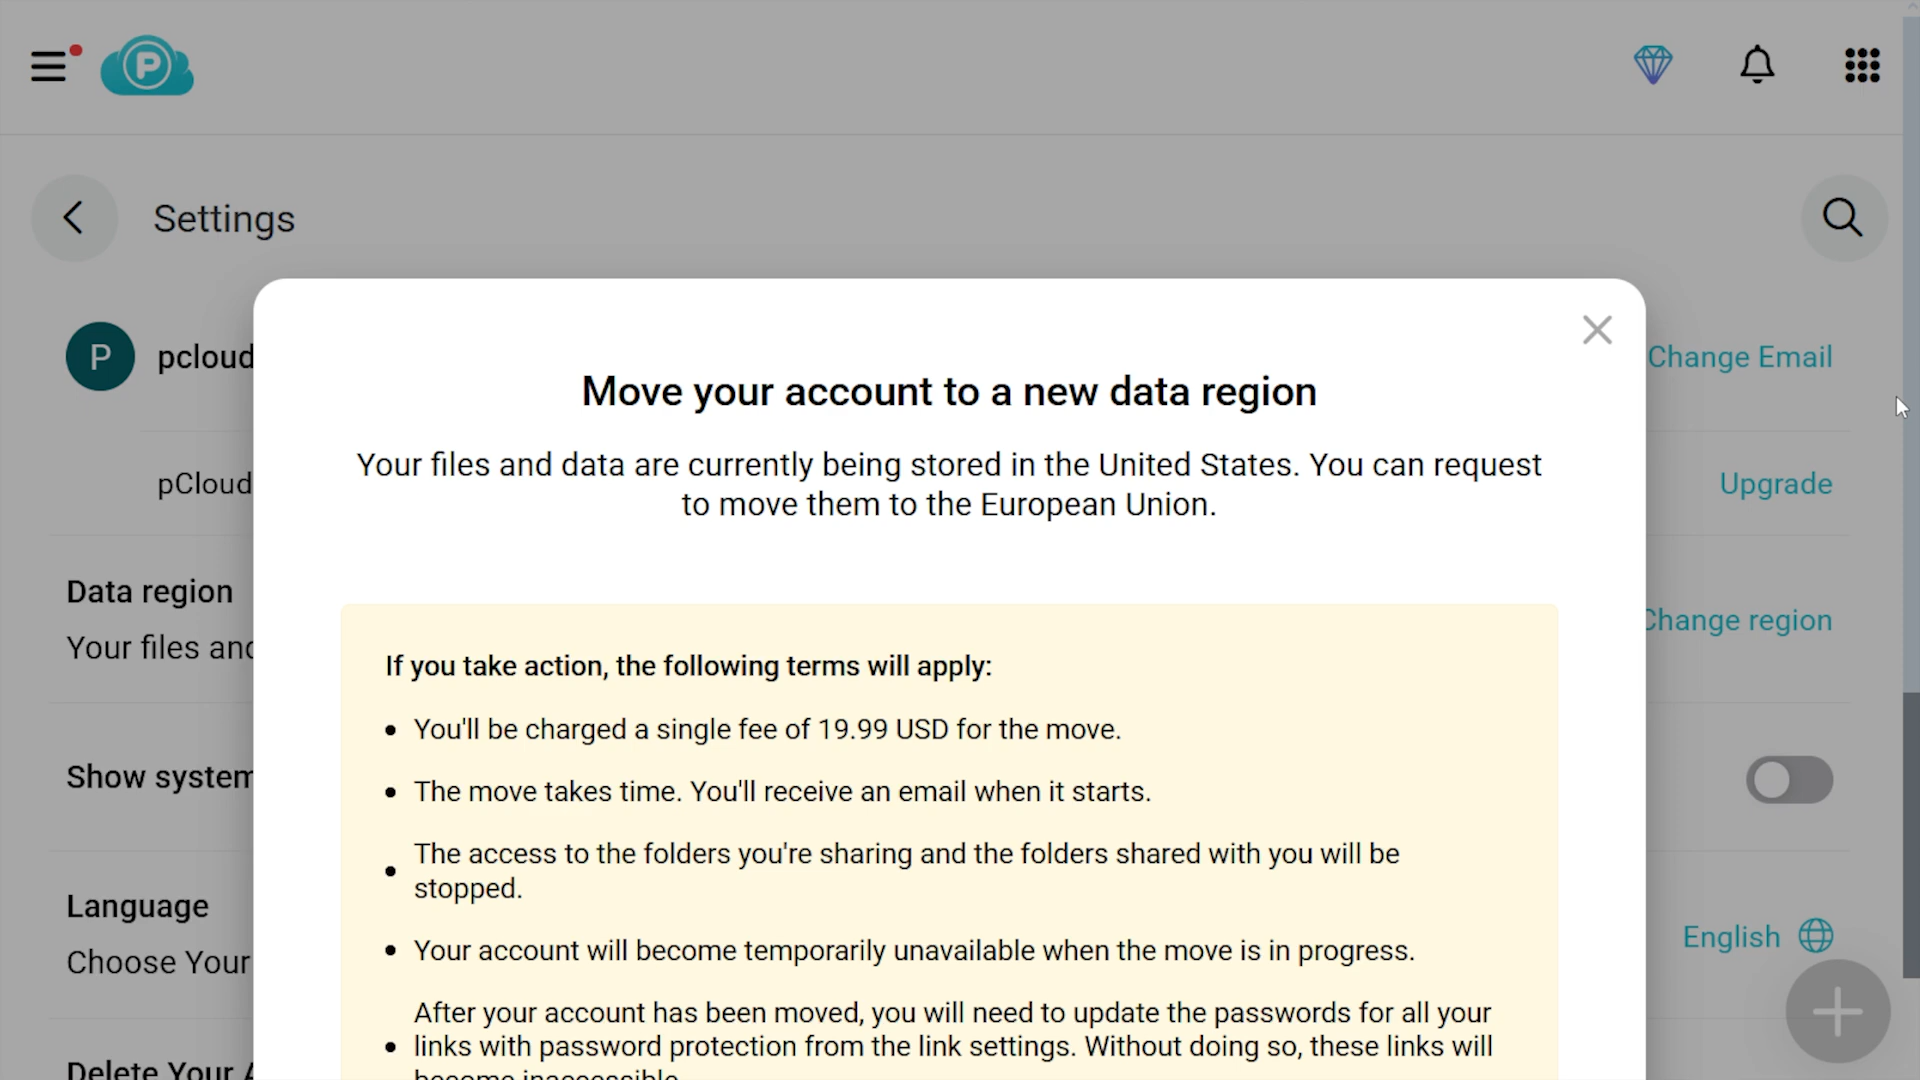 P
Settings
P
pcloud
Change Email
Move your account to a new data region
Your files and data are currently being stored in the United States. You can request
to move them to the European Union.
pCloud
Upgrade
Data region
Your files and
Change region
If you take action, the following terms will apply:
• You'll be charged a single fee of 19.99 USD for the move.
Show system
• The move takes time. You'll receive an email when it starts.
• The access to the folders you're sharing and the folders shared with you will be
stopped.
Language
Choose Your
English
• Your account will become temporarily unavailable when the move is in progress.
• After your account has been moved, you will need to update the passwords for all your
links with password protection from the link settings. Without doing so, these links will
become inaccessible.
Delete Your